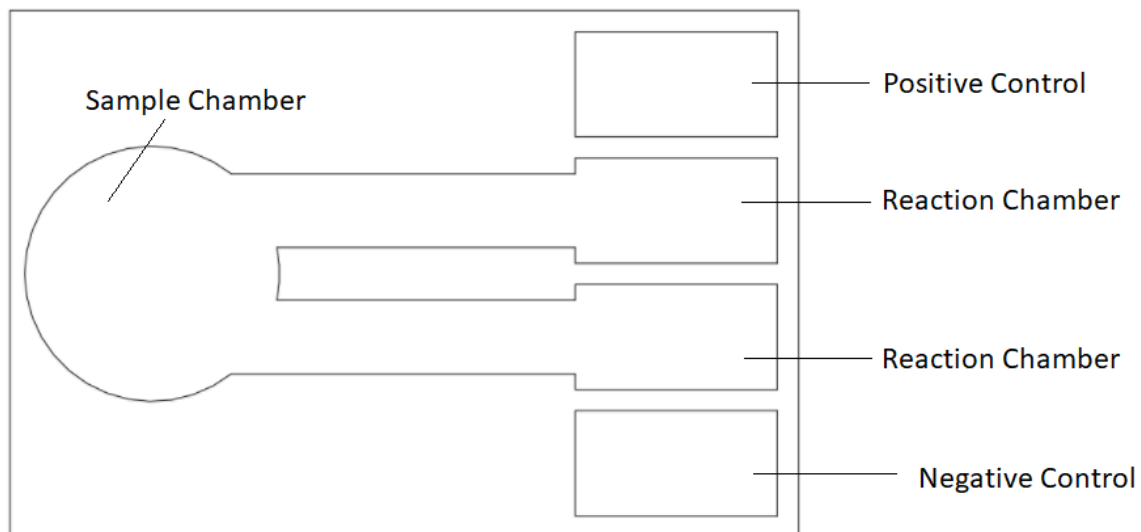 Positive Control
Sample Chamber
Reaction Chamber
Reaction Chamber
Negative Control